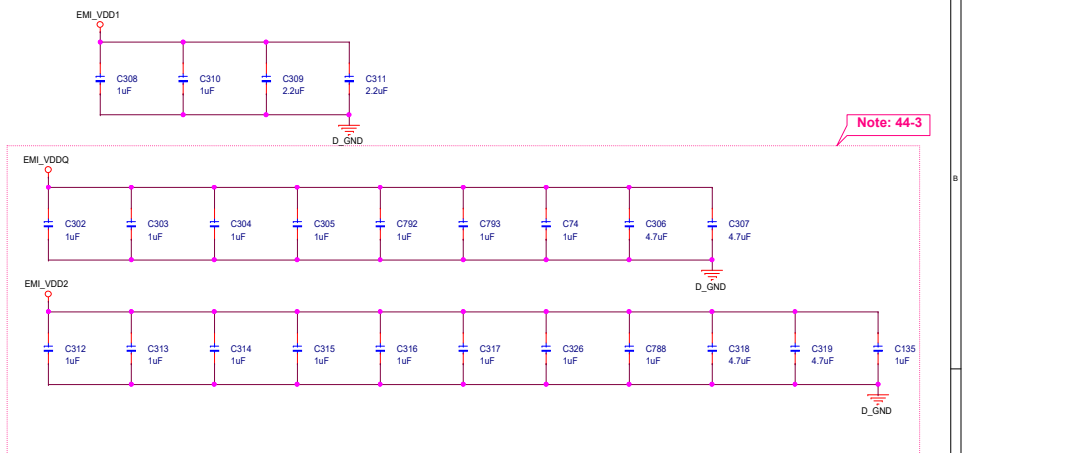 EMI_VDD1
C308
1uF
C310
1uF
C309
2.2uF
C311
2.2uF
D_GND
Note: 44-3
EMI_VDDQ
C302
1uF
C303
1uF
C304
1uF
C305
1uF
C792
1uF
C793
1uF
C74
1uF
C306
4.7uF
C307
4.7uF
D_GND
B
EMI_VDD2
C312
1uF
C313
1uF
C314
1uF
C315
1uF
C316
1uF
C317
1uF
C326
1uF
C788
1uF
C318
4.7uF
C319
4.7uF
C135
1uF
D_GND